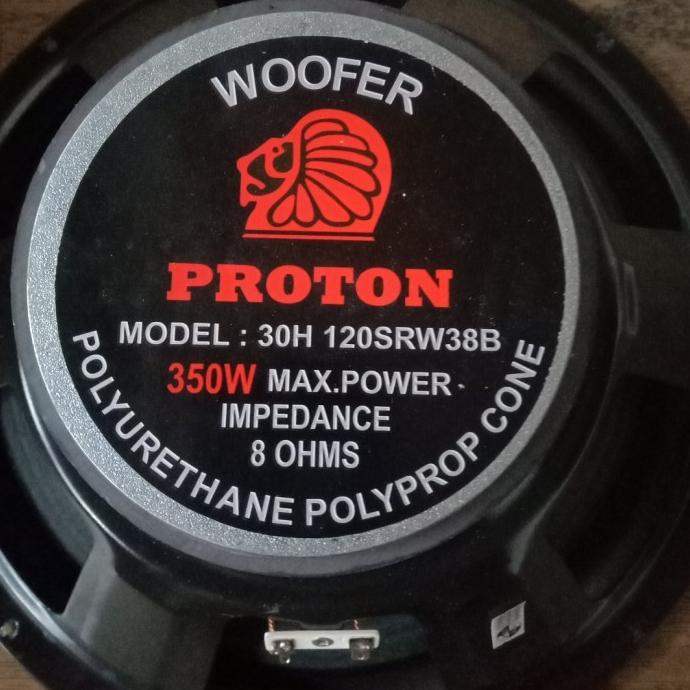 WOOFER
PROTON
MODEL : 30H 120SRW38B
350W MAX.POWER
IMPEDANCE
8 OHMS
POLYURETHANE POLYPROP CONE